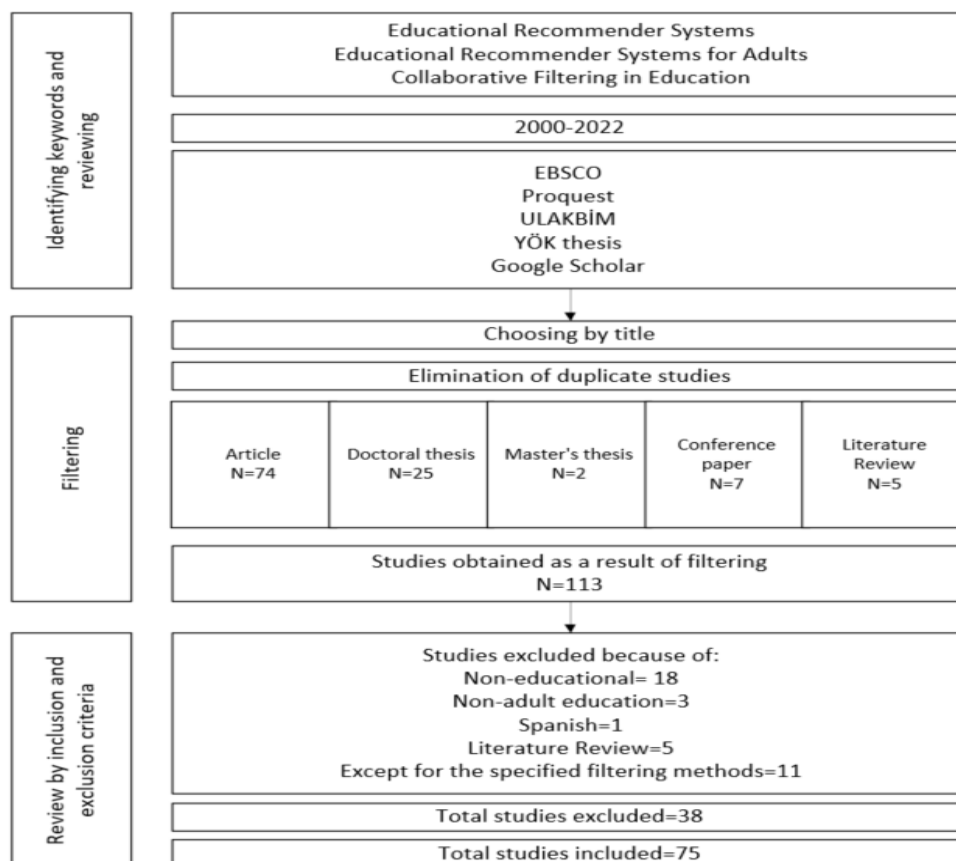 Identifying keywords and
reviewing
Educational Recommender Systems
Educational Recommender Systems for Adults
Collaborative Filtering in Education
2000-2022
EBSCO
Proquest
ULAKBİM
YÖK thesis
Google Scholar
Filtering
Choosing by title
Elimination of duplicate studies
Article
N=74
Doctoral thesis
N=25
Master's thesis
N=2
Conference
paper
N=7
Literature
Review
N=5
Studies obtained as a result of filtering
N=113
Review by inclusion and
exclusion criteria
Studies excluded because of:
Non-educational= 18
Non-adult education=3
Spanish=1
Literature Review=5
Except for the specified filtering methods=11
Total studies excluded=38
Total studies included=75